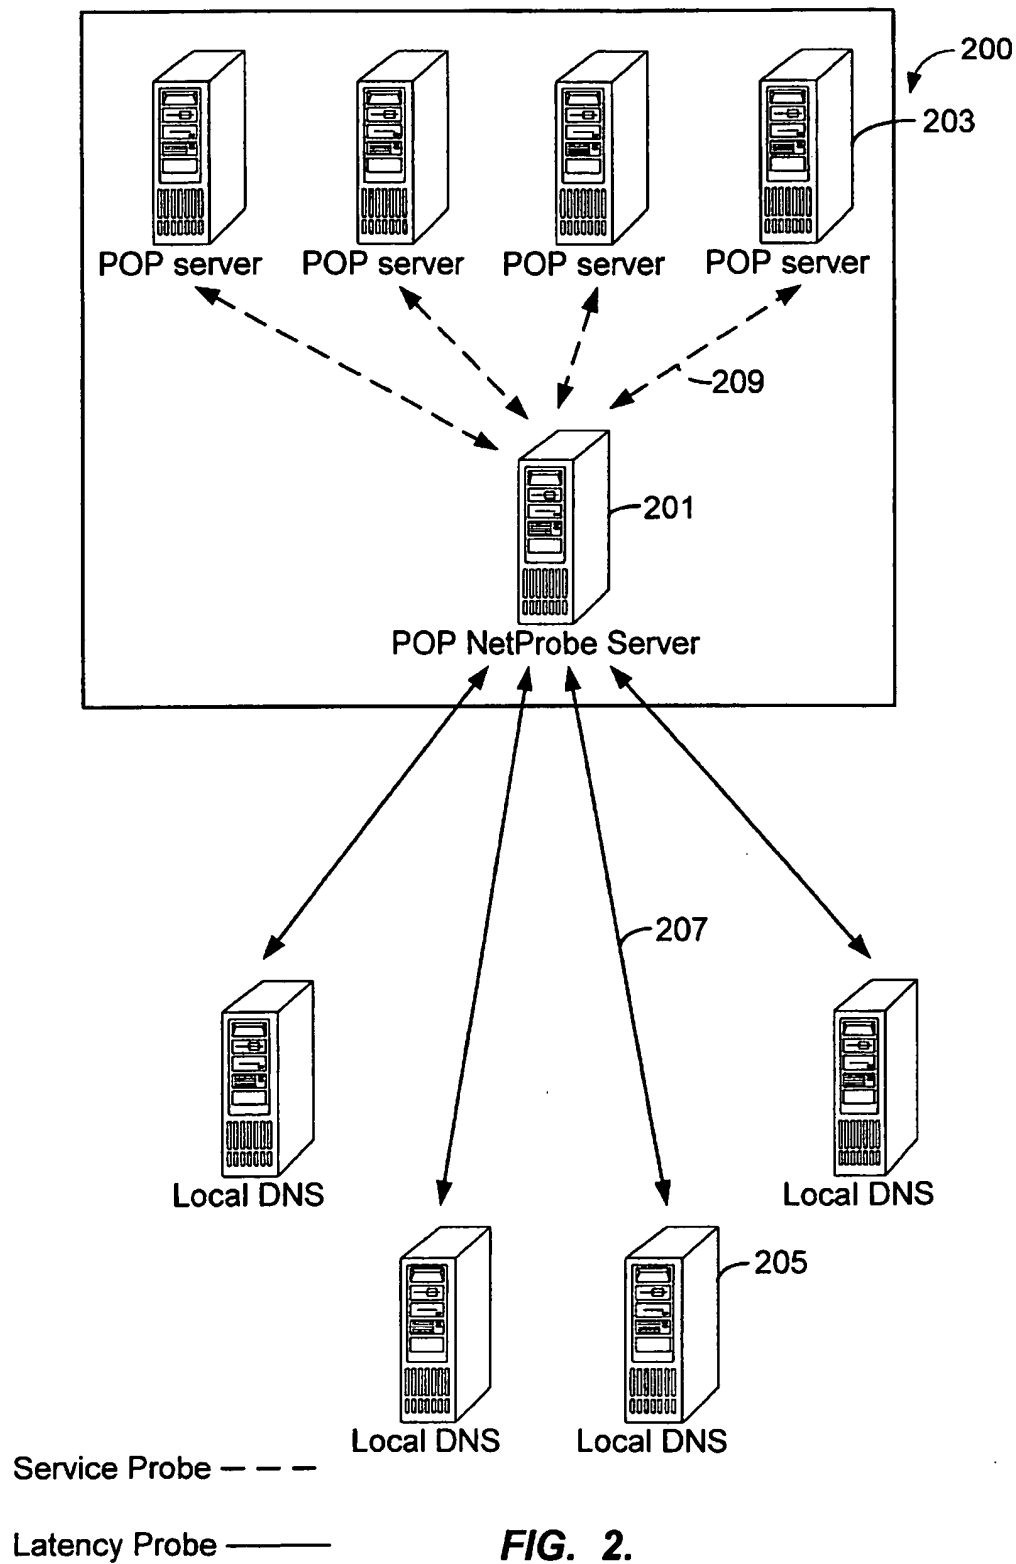 200
203
POP server
POP server
POP server
POP server
209
201
POP NetProbe Server
207
Local DNS
Local DNS
205
Local DNS
Local DNS
Service Probe
Latency Probe
FIG. 2.